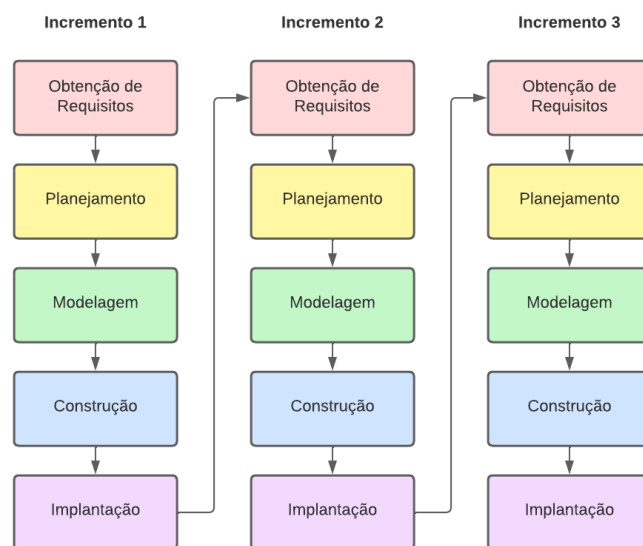 Incremento 1
Obtenção de
Requisitos
Planejamento
Modelagem
Construção
Implantação
Incremento 2
Obtenção de
Requisitos
Planejamento
Modelagem
Construção
Implantação
Incremento 3
Obtenção de
Requisitos
Planejamento
Modelagem
Construção
Implantação